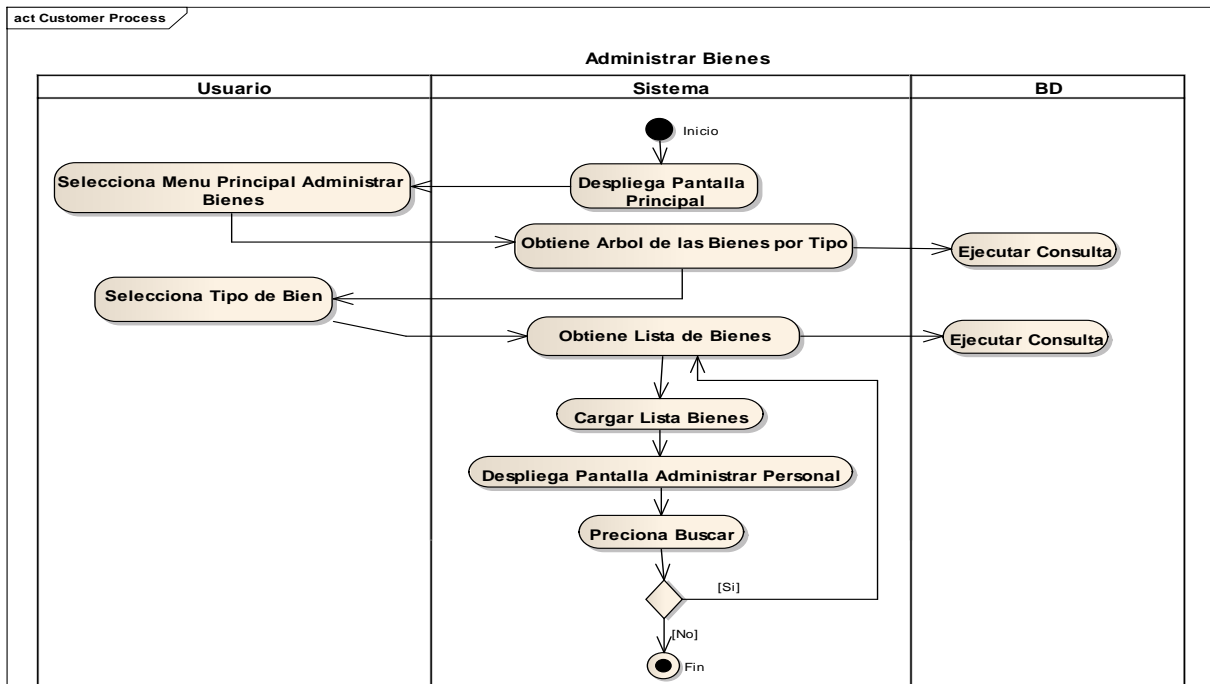 act Customer Process
Administrar Bienes
Usuario
Sistema
BD
Inicio
Selecciona Menu Principal Administrar
Bienes
Despliega Pantalla
Principal
Obtiene Arbol de las Bienes por Tipo
Ejecutar Consulta
Selecciona Tipo de Bien
Obtiene Lista de Bienes
Ejecutar Consulta
Cargar Lista Bienes
Despliega Pantalla Administrar Personal
Preciona Buscar
[Si]
[No]
Fin